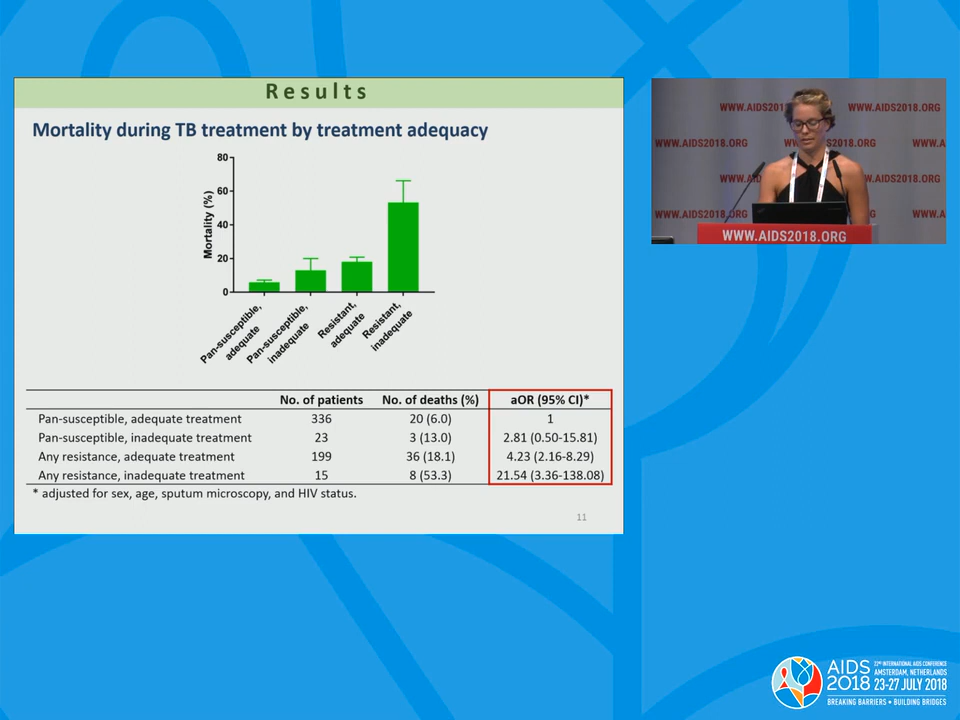 Results
Mortality during TB treatment by treatment adequacy
80
60
40
20
0
Mortality (%)
Pan-susceptible,
adequate
Pan-susceptible,
inadequate
Resistant,
adequate
Resistant,
inadequate
No. of patients No. of deaths (%) aOR (95% CI)*
Pan-susceptible, adequate treatment 336 20 (6.0) 1
Pan-susceptible, inadequate treatment 23 3 (13.0) 2.81 (0.50-15.81)
Any resistance, adequate treatment 199 36 (18.1) 4.23 (2.16-8.29)
Any resistance, inadequate treatment 15 8 (53.3) 21.54 (3.36-138.08)
* adjusted for sex, age, sputum microscopy, and HIV status.
11
WWW.AIDS2018.ORG WWW.AIDS2018.ORG
WWW.AIDS2018.ORG
WWW.AIDS2018.ORG
WWW.AIDS2018.ORG
WWW.AIDS2018.ORG
AIDS 2018
22ND INTERNATIONAL AIDS CONFERENCE
AMSTERDAM, NETHERLANDS
23-27 JULY 2018
BREAKING BARRIERS • BUILDING BRIDGES